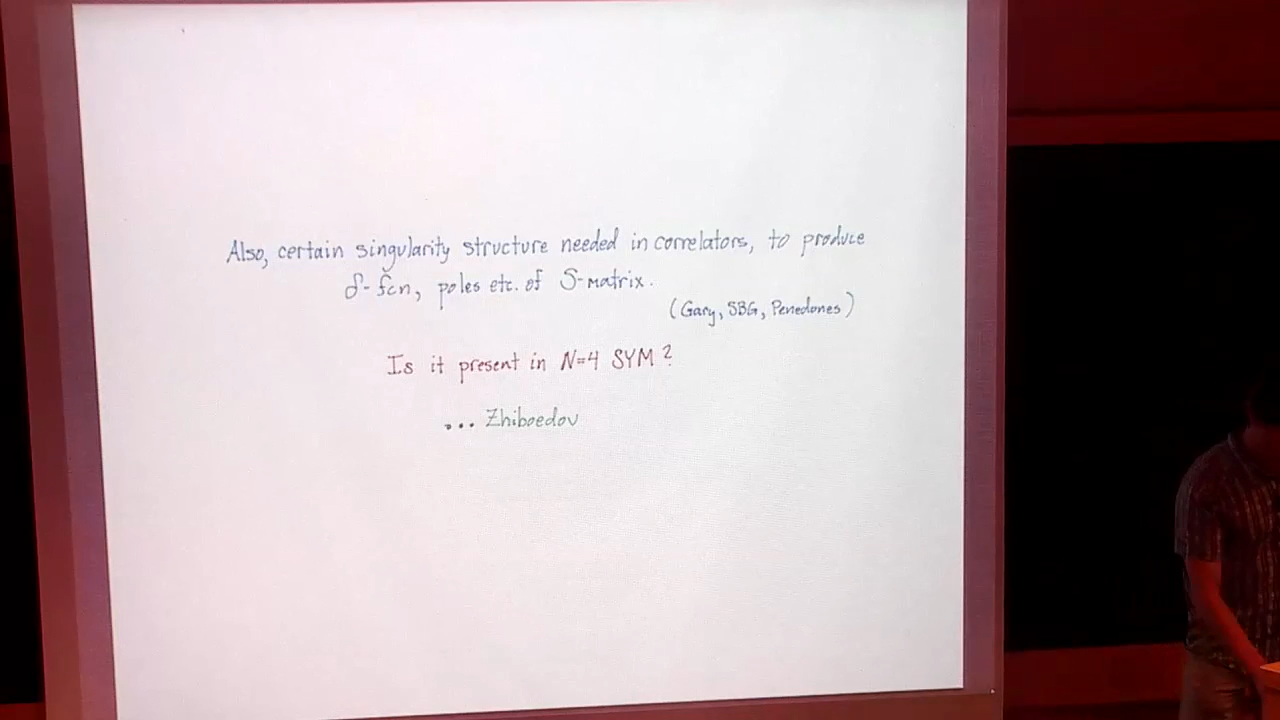 Also, certain singularity structure needed in correlators, to produce
δ-fcn, poles etc. of S-matrix.
(Gary, SBG, Penedones)
Is it present in N=4 SYM?
... Zhiboedov